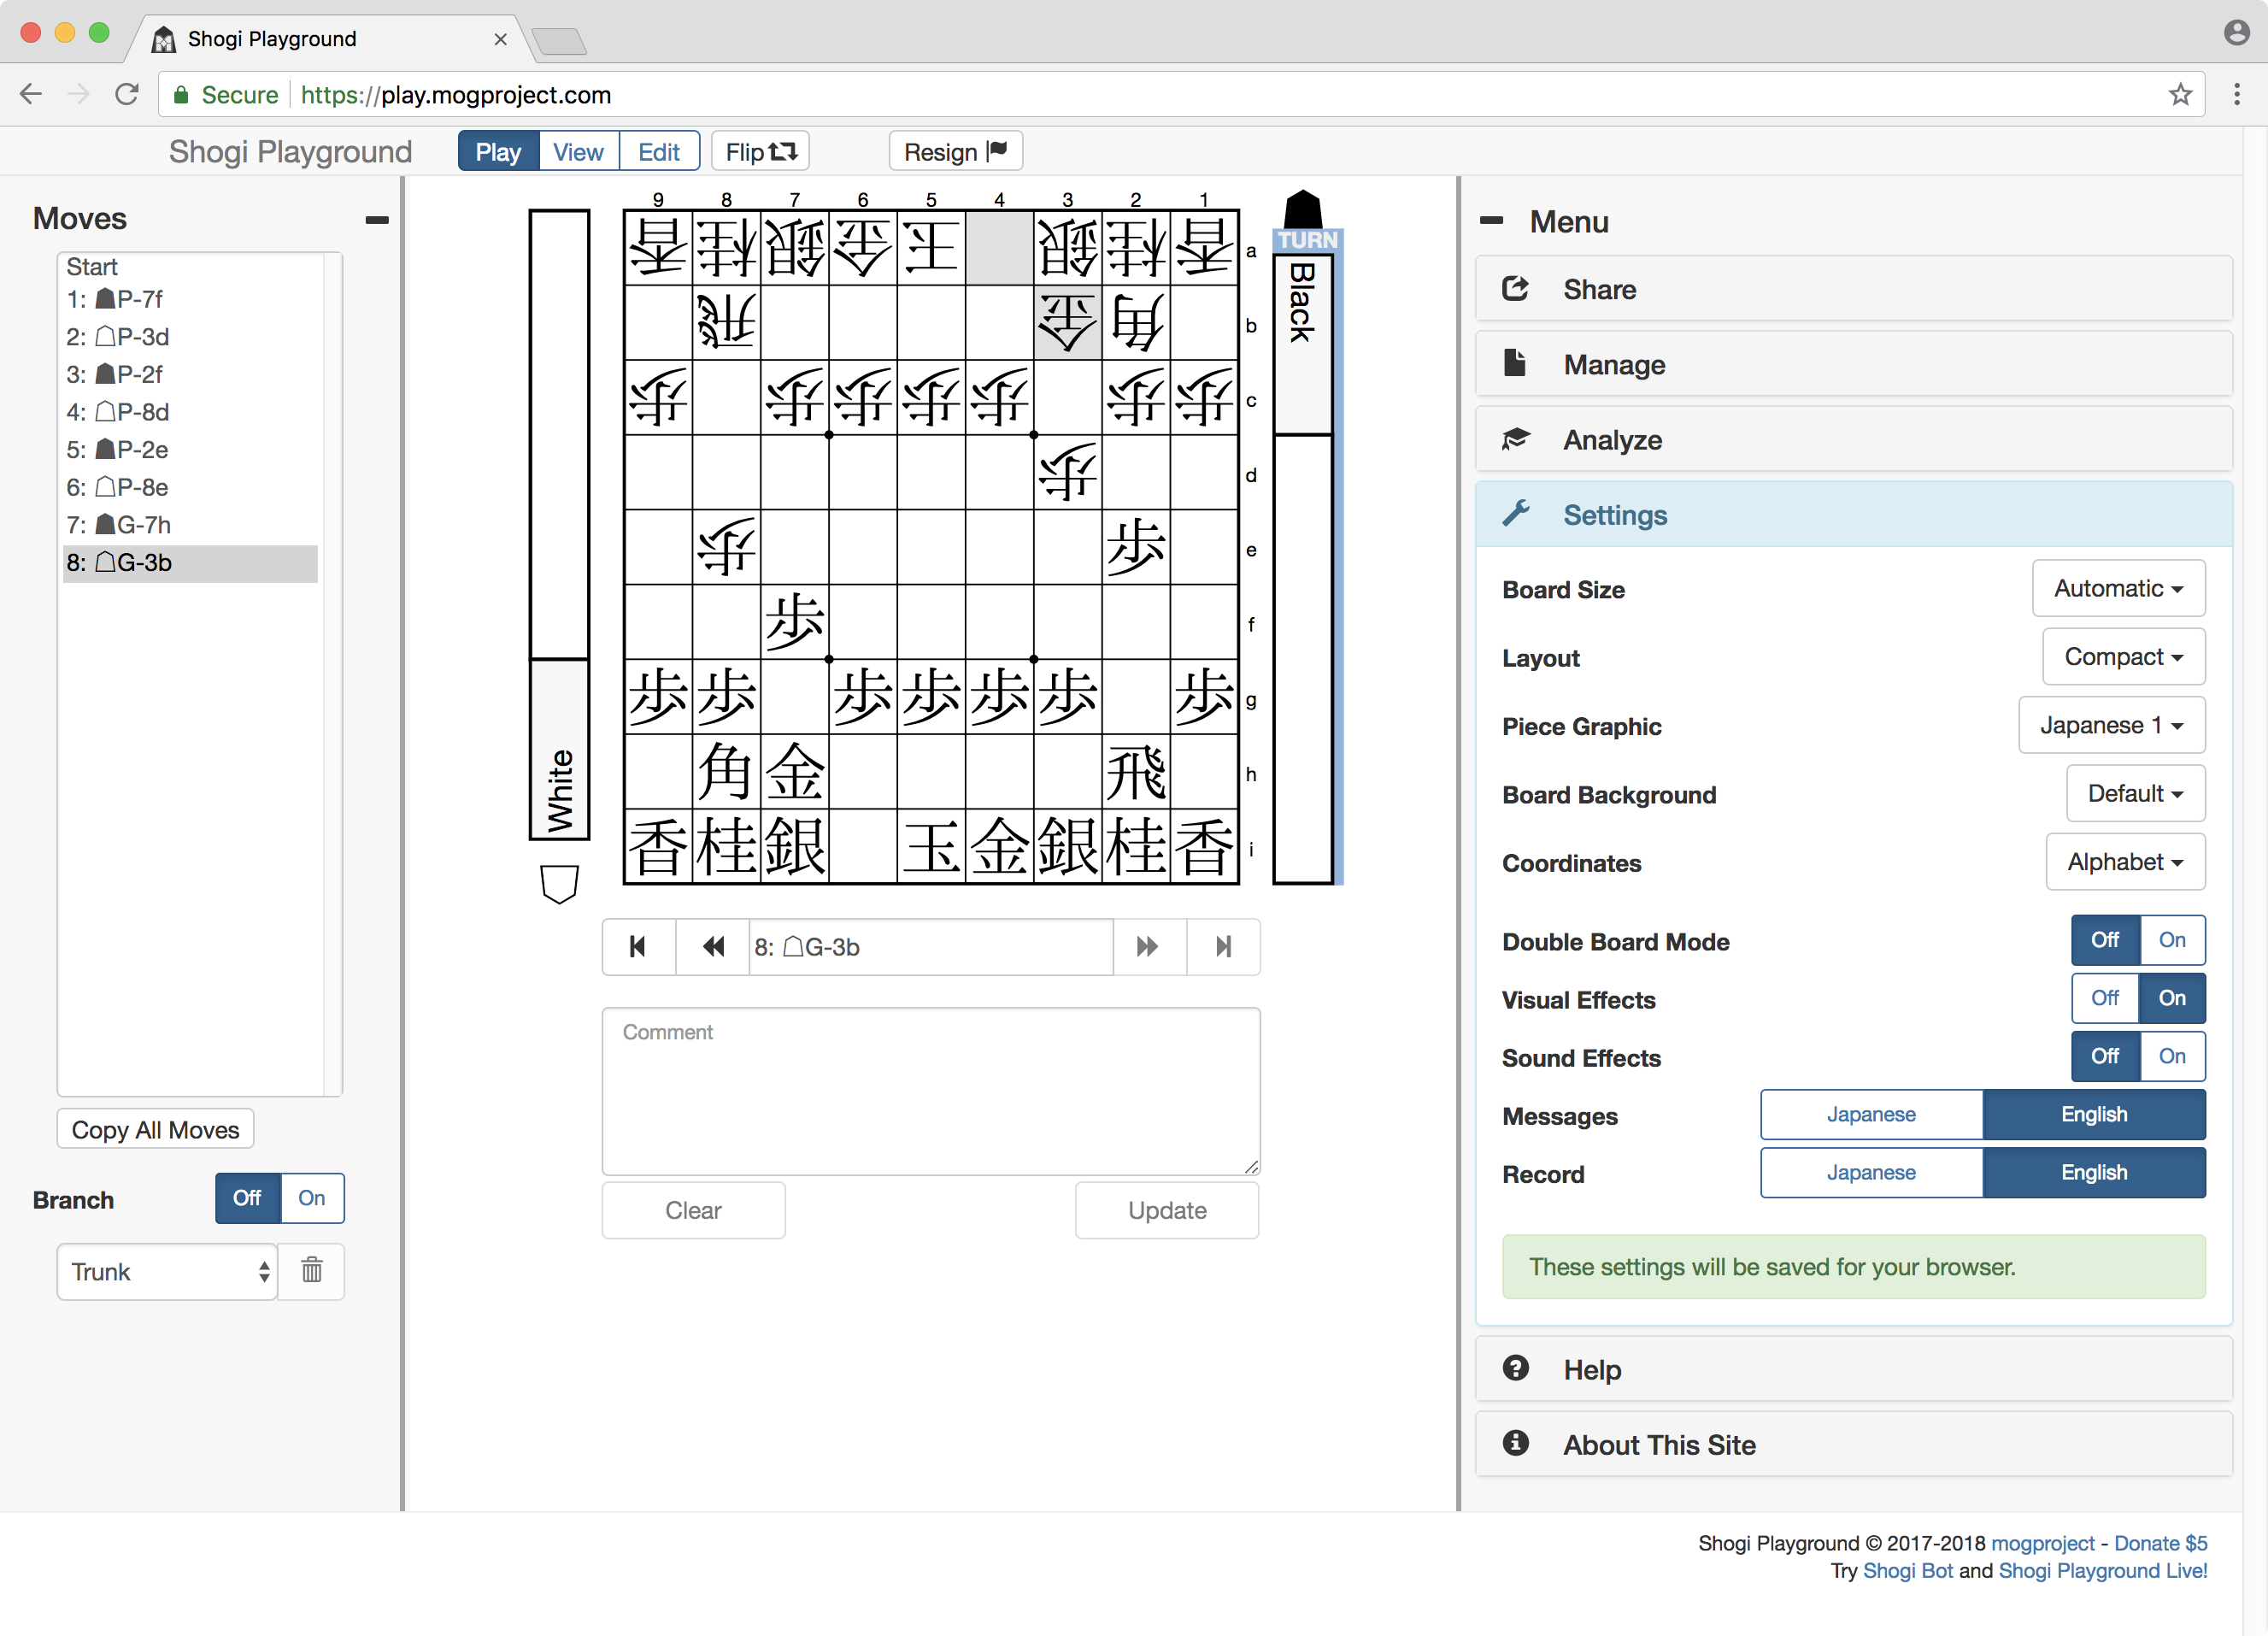 Shogi Playground
Secure
https://play.mogproject.com
Shogi Playground
Play
View
Edit
Flip
Resign
Moves
Start
1: ☗P-7f
2: ☖P-3d
3: ☗P-2f
4: ☖P-8d
5: ☗P-2e
6: ☖P-8e
7: ☗G-7h
8: ☖G-3b
Copy All Moves
Branch
Off
On
Trunk
White
9 8 7 6 5 4 3 2 1
香 桂 銀 金 王 銀 桂 香 a
飛 金 角 b
歩 歩 歩 歩 歩 歩 歩 c
歩 d
歩 歩 e
歩 f
歩 歩 歩 歩 歩 歩 歩 g
角 金 飛 h
香 桂 銀 玉 金 銀 桂 香 i
TURN
Black
8: ☖G-3b
Comment
Clear
Update
Menu
Share
Manage
Analyze
Settings
Board Size
Automatic
Layout
Compact
Piece Graphic
Japanese 1
Board Background
Default
Coordinates
Alphabet
Double Board Mode
Off
On
Visual Effects
Off
On
Sound Effects
Off
On
Messages
Japanese
English
Record
Japanese
English
These settings will be saved for your browser.
Help
About This Site
Shogi Playground © 2017-2018 mogproject - Donate $5
Try Shogi Bot and Shogi Playground Live!